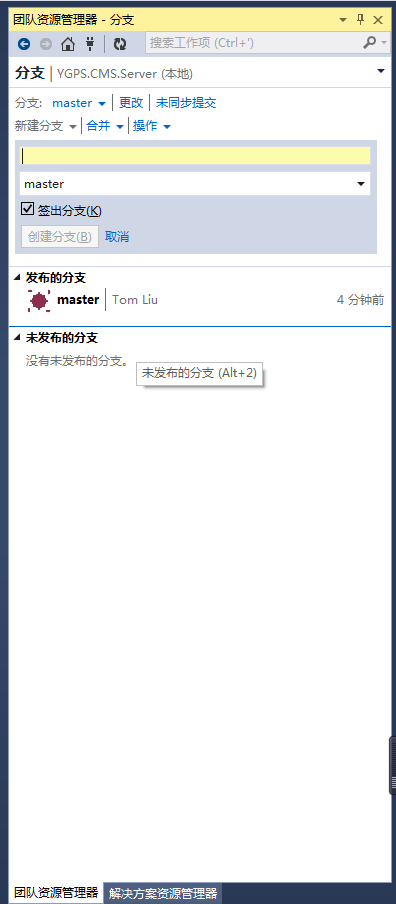 团队资源管理器 - 分支
搜索工作项 (Ctrl+')
分支 YGPS.CMS.Server (本地)
分支: master 更改 未同步提交
新建分支 合并 操作
master
签出分支(K)
创建分支(B) 取消
发布的分支
master Tom Liu 4 分钟前
未发布的分支
没有未发布的分支。
未发布的分支 (Alt+2)
团队资源管理器 解决方案资源管理器